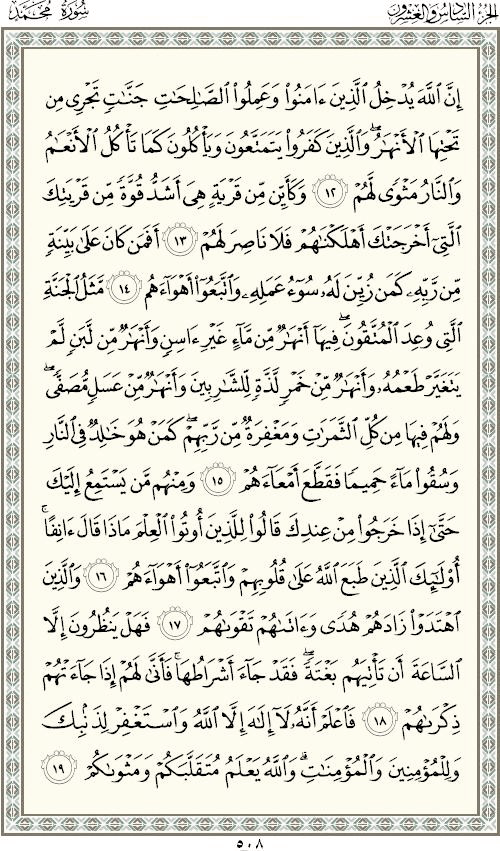 الجزء السادس والعشرون
سورة محمد
إِنَّ ٱللَّهَ يُدْخِلُ ٱلَّذِينَ ءَامَنُوا۟ وَعَمِلُوا۟ ٱلصَّـٰلِحَـٰتِ جَنَّـٰتٍ تَجْرِى مِن
تَحْتِهَا ٱلْأَنْهَـٰرُ ۖ وَٱلَّذِينَ كَفَرُوا۟ يَتَمَتَّعُونَ وَيَأْكُلُونَ كَمَا تَأْكُلُ ٱلْأَنْعَـٰمُ
وَٱلنَّارُ مَثْوًى لَّهُمْ ١٢ وَكَأَيِّن مِّن قَرْيَةٍ هِىَ أَشَدُّ قُوَّةً مِّن قَرْيَتِكَ
ٱلَّتِىٓ أَخْرَجَتْكَ أَهْلَكْنَـٰهُمْ فَلَا نَاصِرَ لَهُمْ ١٣ أَفَمَن كَانَ عَلَىٰ بَيِّنَةٍ
مِّن رَّبِّهِۦ كَمَن زُيِّنَ لَهُۥ سُوٓءُ عَمَلِهِۦ وَٱتَّبَعُوٓا۟ أَهْوَآءَهُم ١٤ مَّثَلُ ٱلْجَنَّةِ
ٱلَّتِى وُعِدَ ٱلْمُتَّقُونَ ۖ فِيهَآ أَنْهَـٰرٌ مِّن مَّآءٍ غَيْرِ ءَاسِنٍ وَأَنْهَـٰرٌ مِّن لَّبَنٍ لَّمْ
يَتَغَيَّرْ طَعْمُهُۥ وَأَنْهَـٰرٌ مِّنْ خَمْرٍ لَّذَّةٍ لِّلشَّـٰرِبِينَ وَأَنْهَـٰرٌ مِّنْ عَسَلٍ مُّصَفًّى ۖ
وَلَهُمْ فِيهَا مِن كُلِّ ٱلثَّمَرَٰتِ وَمَغْفِرَةٌ مِّن رَّبِّهِمْ ۖ كَمَنْ هُوَ خَـٰلِدٌ فِى ٱلنَّارِ
وَسُقُوا۟ مَآءً حَمِيمًا فَقَطَّعَ أَمْعَآءَهُمْ ١٥ وَمِنْهُم مَّن يَسْتَمِعُ إِلَيْكَ
حَتَّىٰٓ إِذَا خَرَجُوا۟ مِنْ عِندِكَ قَالُوا۟ لِلَّذِينَ أُوتُوا۟ ٱلْعِلْمَ مَاذَا قَالَ ءَانِفًا ۚ
أُو۟لَـٰٓئِكَ ٱلَّذِينَ طَبَعَ ٱللَّهُ عَلَىٰ قُلُوبِهِمْ وَٱتَّبَعُوٓا۟ أَهْوَآءَهُمْ ١٦ وَٱلَّذِينَ
ٱهْتَدَوْا۟ زَادَهُمْ هُدًى وَءَاتَىٰهُمْ تَقْوَىٰهُمْ ١٧ فَهَلْ يَنظُرُونَ إِلَّا
ٱلسَّاعَةَ أَن تَأْتِيَهُم بَغْتَةً ۖ فَقَدْ جَآءَ أَشْرَاطُهَا ۚ فَأَنَّىٰ لَهُمْ إِذَا جَآءَتْهُمْ
ذِكْرَىٰهُمْ ١٨ فَٱعْلَمْ أَنَّهُۥ لَآ إِلَـٰهَ إِلَّا ٱللَّهُ وَٱسْتَغْفِرْ لِذَنۢبِكَ
وَلِلْمُؤْمِنِينَ وَٱلْمُؤْمِنَـٰتِ ۗ وَٱللَّهُ يَعْلَمُ مُتَقَلَّبَكُمْ وَمَثْوَىٰكُمْ ١٩
٥٠٨